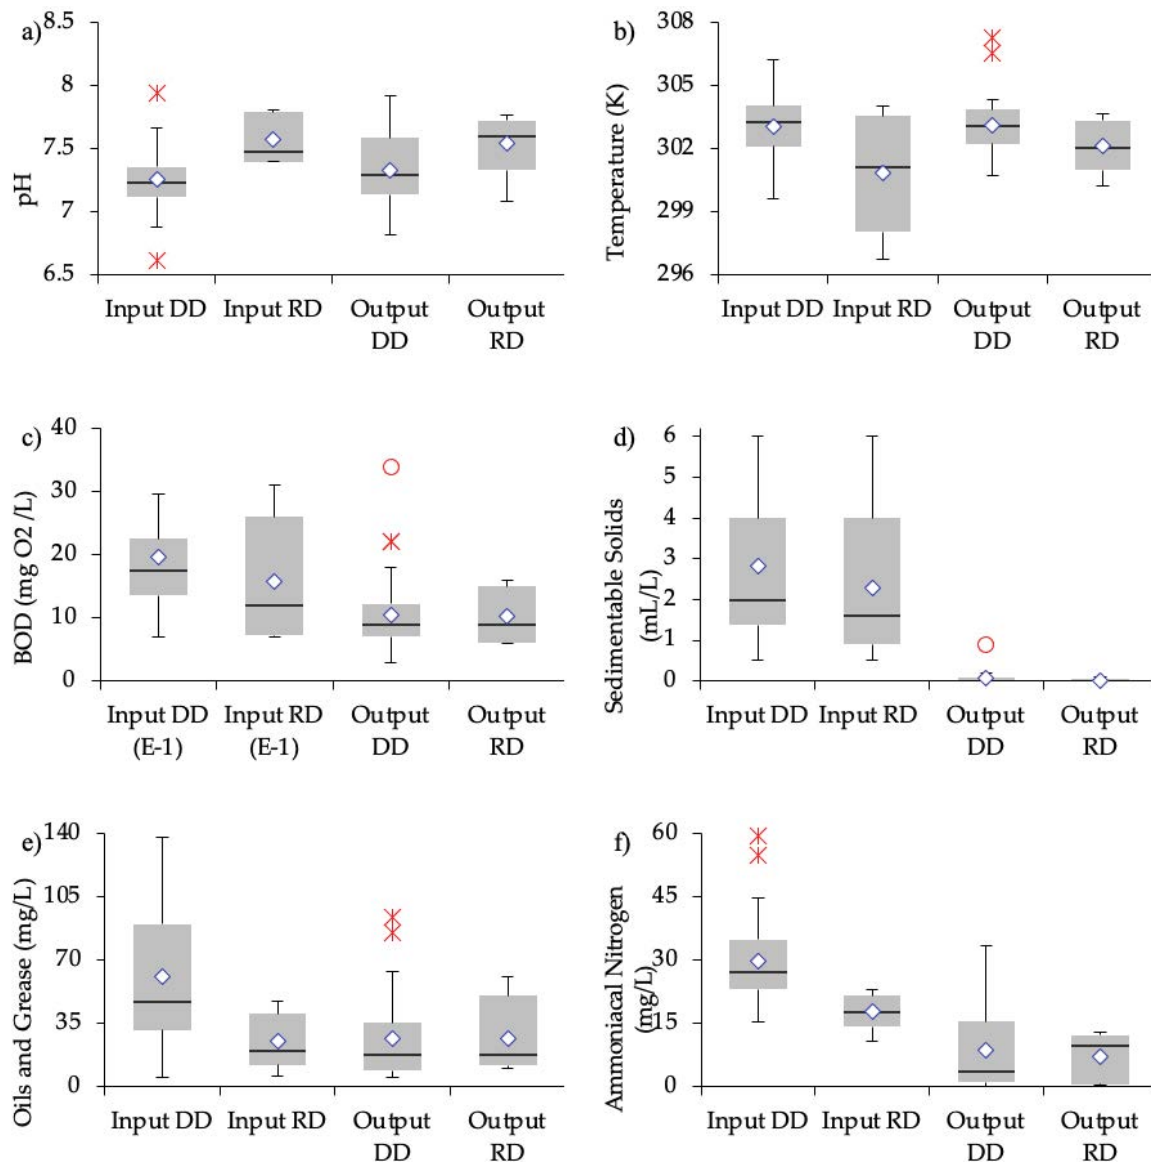 a)
pH
8.5
8
7.5
7
6.5
Input DD
Input RD
Output
DD
Output
RD
b)
Temperature (K)
308
305
302
299
296
Input DD
Input RD
Output
DD
Output
RD
c)
BOD (mg O2 /L)
40
30
20
10
0
Input DD
(E-1)
Input RD
(E-1)
Output
DD
Output
RD
d)
Sedimentable Solids
(mL/L)
6
5
4
3
2
1
0
Input DD
Input RD
Output
DD
Output
RD
e)
Oils and Grease (mg/L)
140
105
70
35
0
Input DD
Input RD
Output
DD
Output
RD
f)
Ammoniacal Nitrogen
(mg/L)
60
45
30
15
0
Input DD
Input RD
Output
DD
Output
RD